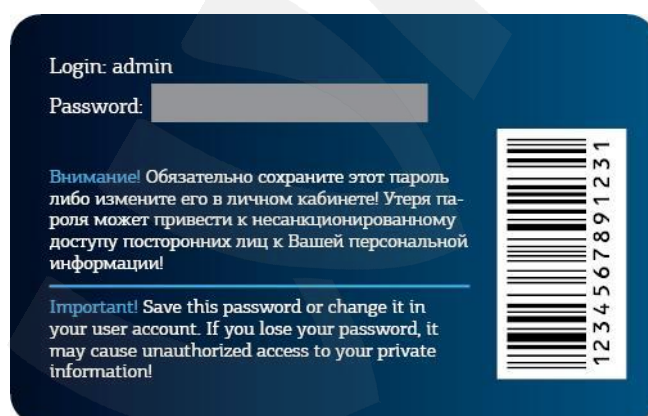 Login: admin
Password:
Внимание! Обязательно сохраните этот пароль
либо измените его в личном кабинете! Утеря па-
роля может привести к несанкционированному
доступу посторонних лиц к Вашей персональной
информации!
Important! Save this password or change it in
your user account. If you lose your password, it
may cause unauthorized access to your private
information!
1234567891231